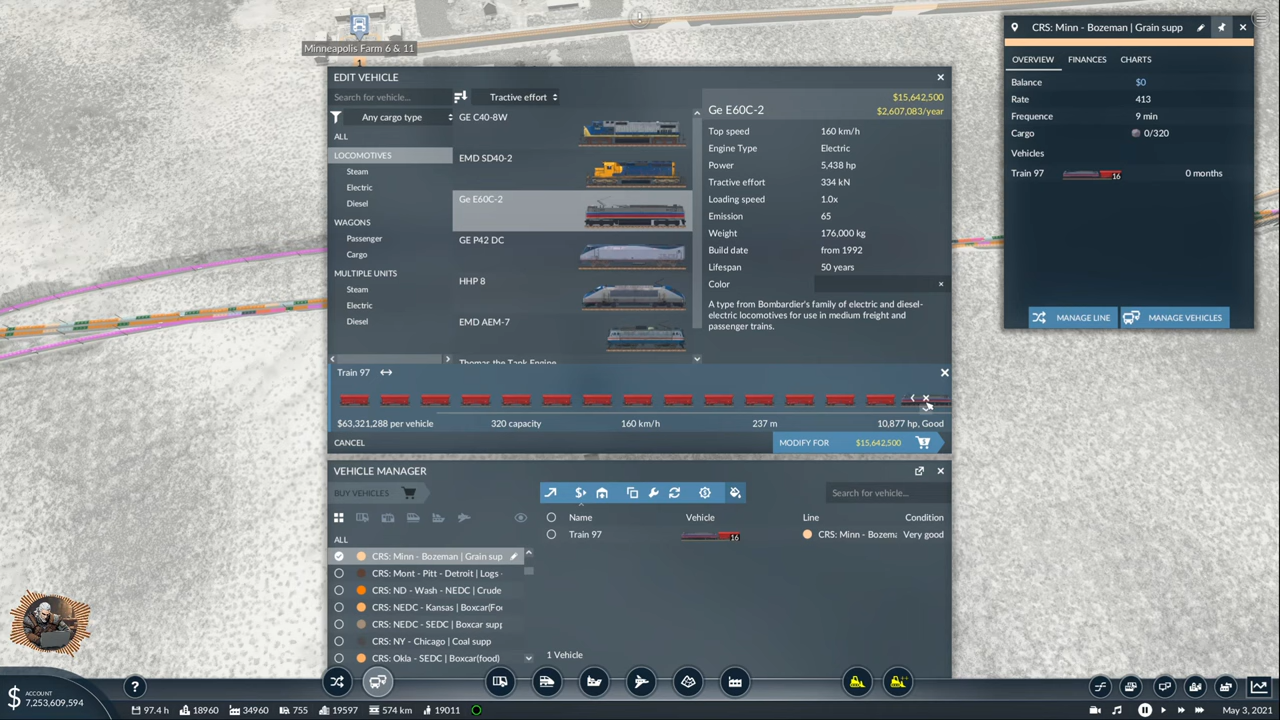 Minneapolis Farm 6 & 11
1
EDIT VEHICLE
Search for vehicle...
Tractive effort
Any cargo type
ALL
LOCOMOTIVES
Steam
Electric
Diesel
WAGONS
Passenger
Cargo
MULTIPLE UNITS
Steam
Electric
Diesel
GE C40-8W
EMD SD40-2
Ge E60C-2
GE P42 DC
HHP 8
EMD AEM-7
Thomas the Tank Engine
$15,642,500
Ge E60C-2
$2,607,083/year
Top speed 160 km/h
Engine Type Electric
Power 5,438 hp
Tractive effort 334 kN
Loading speed 1.0x
Emission 65
Weight 176,000 kg
Build date from 1992
Lifespan 50 years
Color
A type from Bombardier's family of electric and diesel-
electric locomotives for use in medium freight and
passenger trains.
Train 97
$63,321,288 per vehicle 320 capacity 160 km/h 237 m 10,877 hp, Good
CANCEL MODIFY FOR $15,642,500
VEHICLE MANAGER
BUY VEHICLES
Search for vehicle...
Name Vehicle Line Condition
Train 97 16 CRS: Minn - Bozema Very good
ALL
CRS: Minn - Bozeman | Grain sup
CRS: Mont - Pitt - Detroit | Logs -
CRS: ND - Wash - NEDC | Crude
CRS: NEDC - Kansas | Boxcar(Fo
CRS: NEDC - SEDC | Boxcar supp
CRS: NY - Chicago | Coal supp
CRS: Okla - SEDC | Boxcar(food)
1 Vehicle
CRS: Minn - Bozeman | Grain supp
OVERVIEW FINANCES CHARTS
Balance $0
Rate 413
Frequence 9 min
Cargo 0/320
Vehicles
Train 97 16 0 months
MANAGE LINE MANAGE VEHICLES
$ ACCOUNT
7,253,609,594
?
97.4 h 18960 34960 755 19597 574 km 19011
May 3, 2021